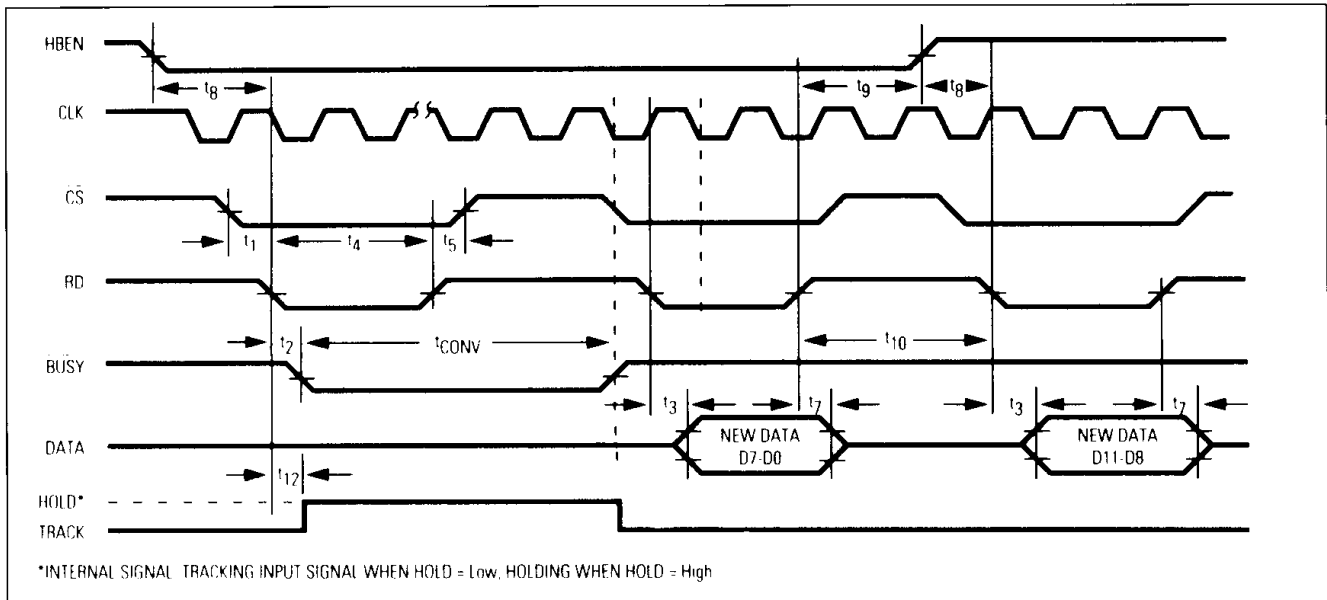 HBEN
t8
t9
t8
CLK
CS
t1
t4
t5
RD
t2
tCONV
t10
BUSY
t3
t7
t3
t7
DATA
NEW DATA
D7-D0
NEW DATA
D11-D8
t12
HOLD*
TRACK
*INTERNAL SIGNAL. TRACKING INPUT SIGNAL WHEN HOLD = Low, HOLDING WHEN HOLD = High